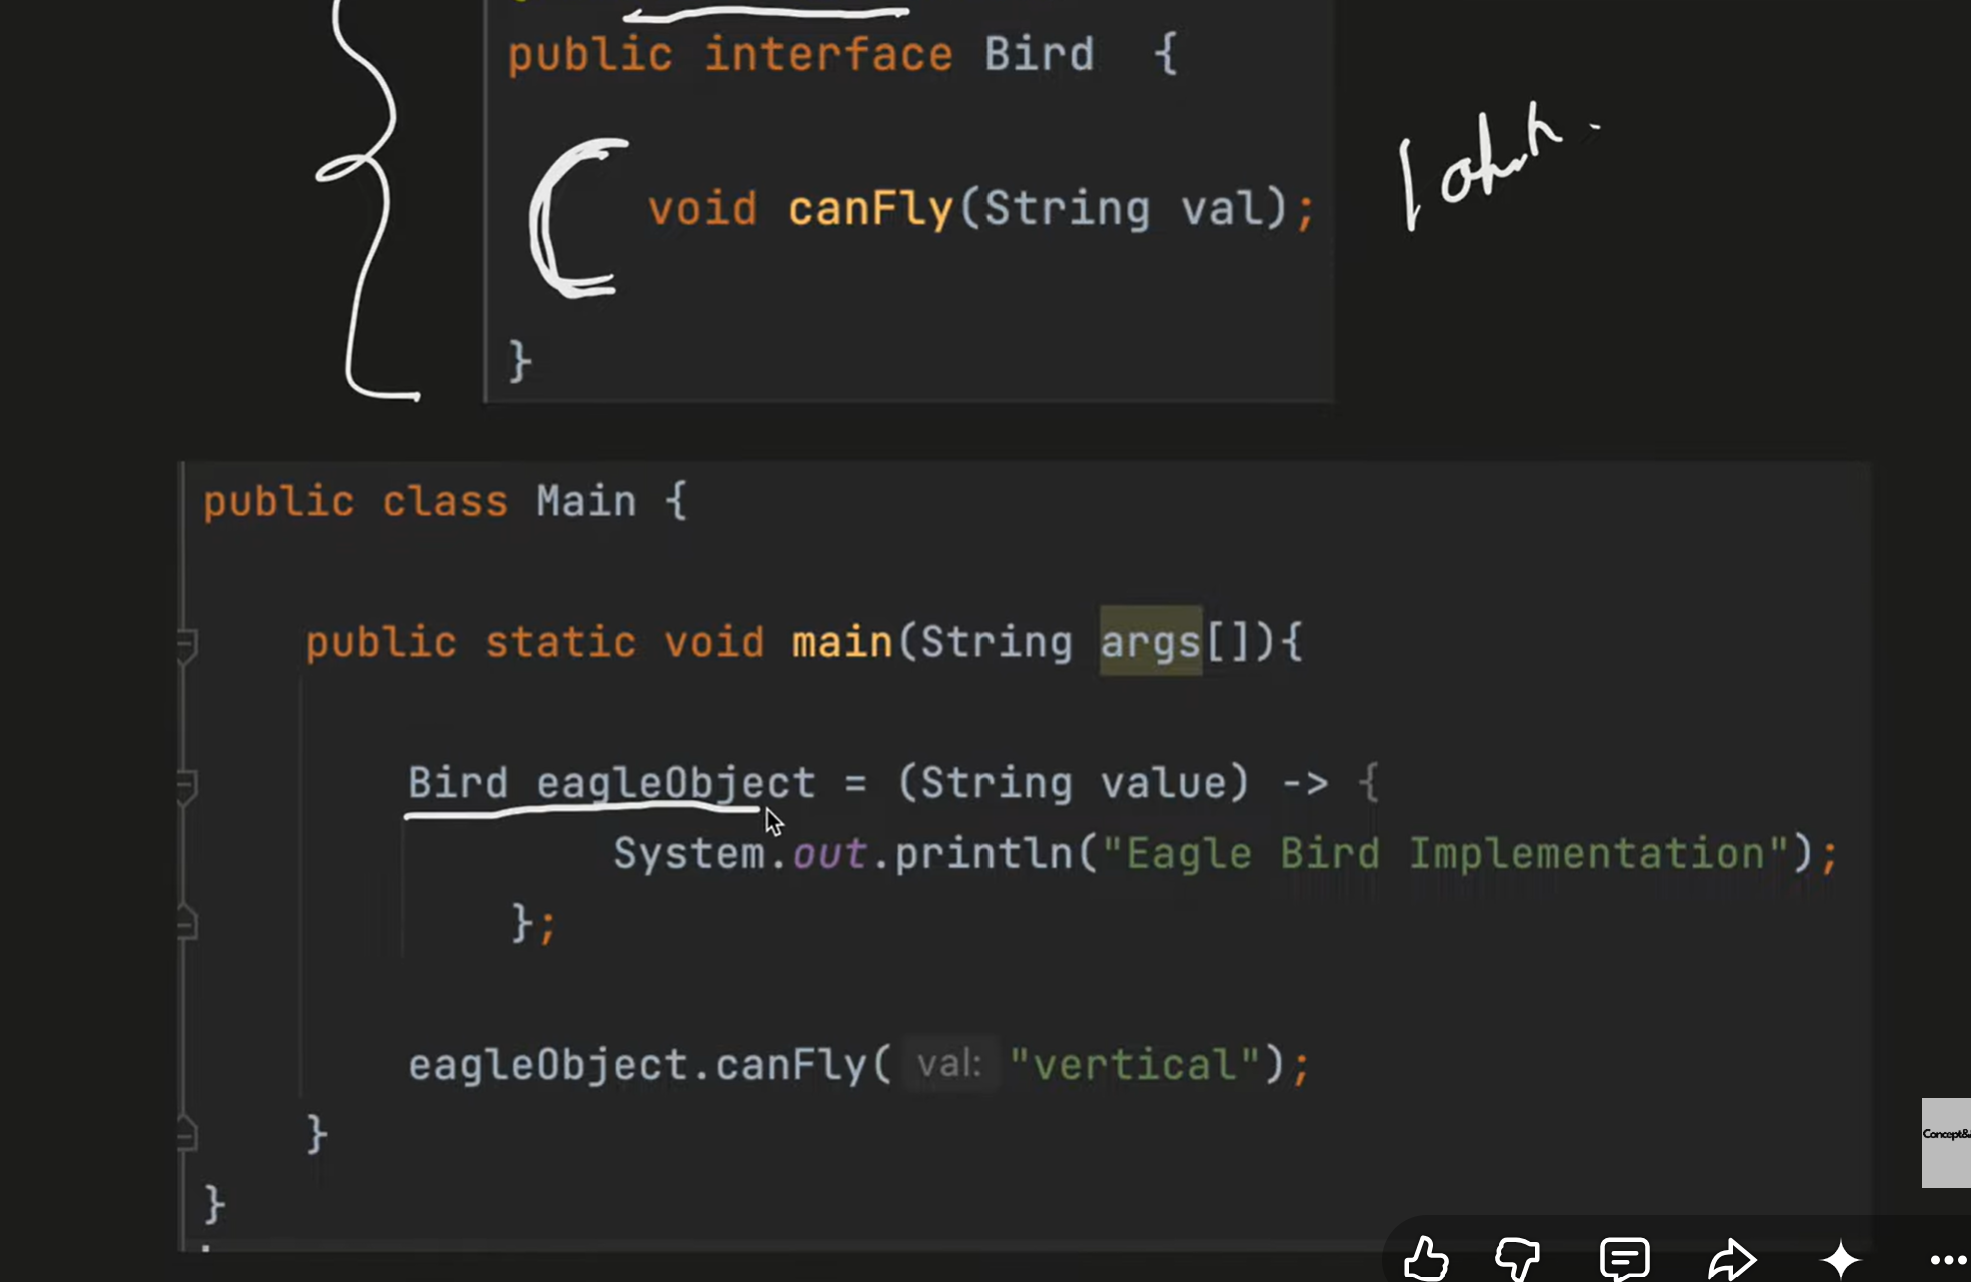 public interface Bird {
void canFly(String val);
}
public class Main {
public static void main(String args[]){
Bird eagleObject = (String value) -> {
System.out.println("Eagle Bird Implementation");
};
eagleObject.canFly( val: "vertical");
}
}
Concept&